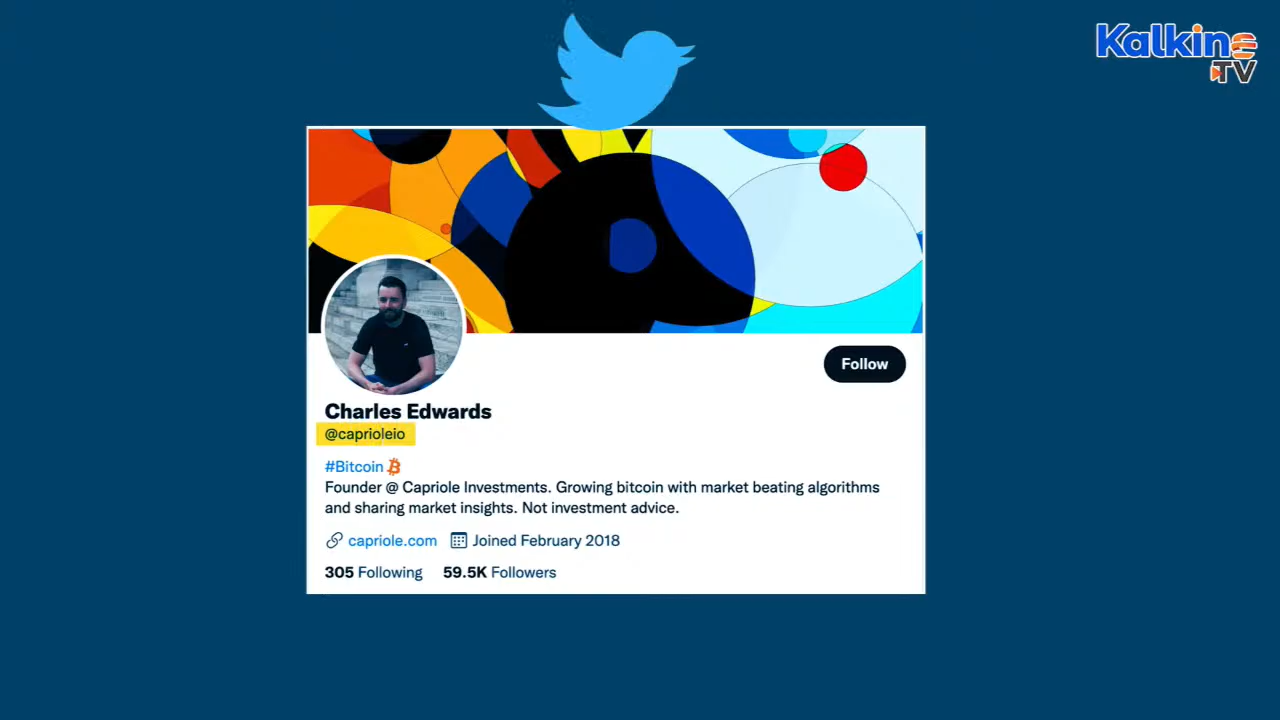 Kalkine
TV
Follow
Charles Edwards
@caprioleio
#Bitcoin
Founder @ Capriole Investments. Growing bitcoin with market beating algorithms
and sharing market insights. Not investment advice.
capriole.com Joined February 2018
305 Following 59.5K Followers